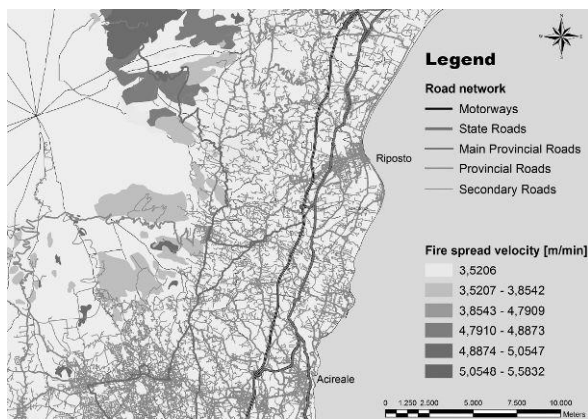 Legend
Road network
Motorways
State Roads
Main Provincial Roads
Provincial Roads
Secondary Roads
Riposto
Fire spread velocity [m/min]
3,5206
3,5207 - 3,8542
3,8543 - 4,7909
4,7910 - 4,8873
4,8874 - 5,0547
5,0548 - 5,5832
Acireale
0 1.250 2.500 5.000 7.500 10.000
Meters